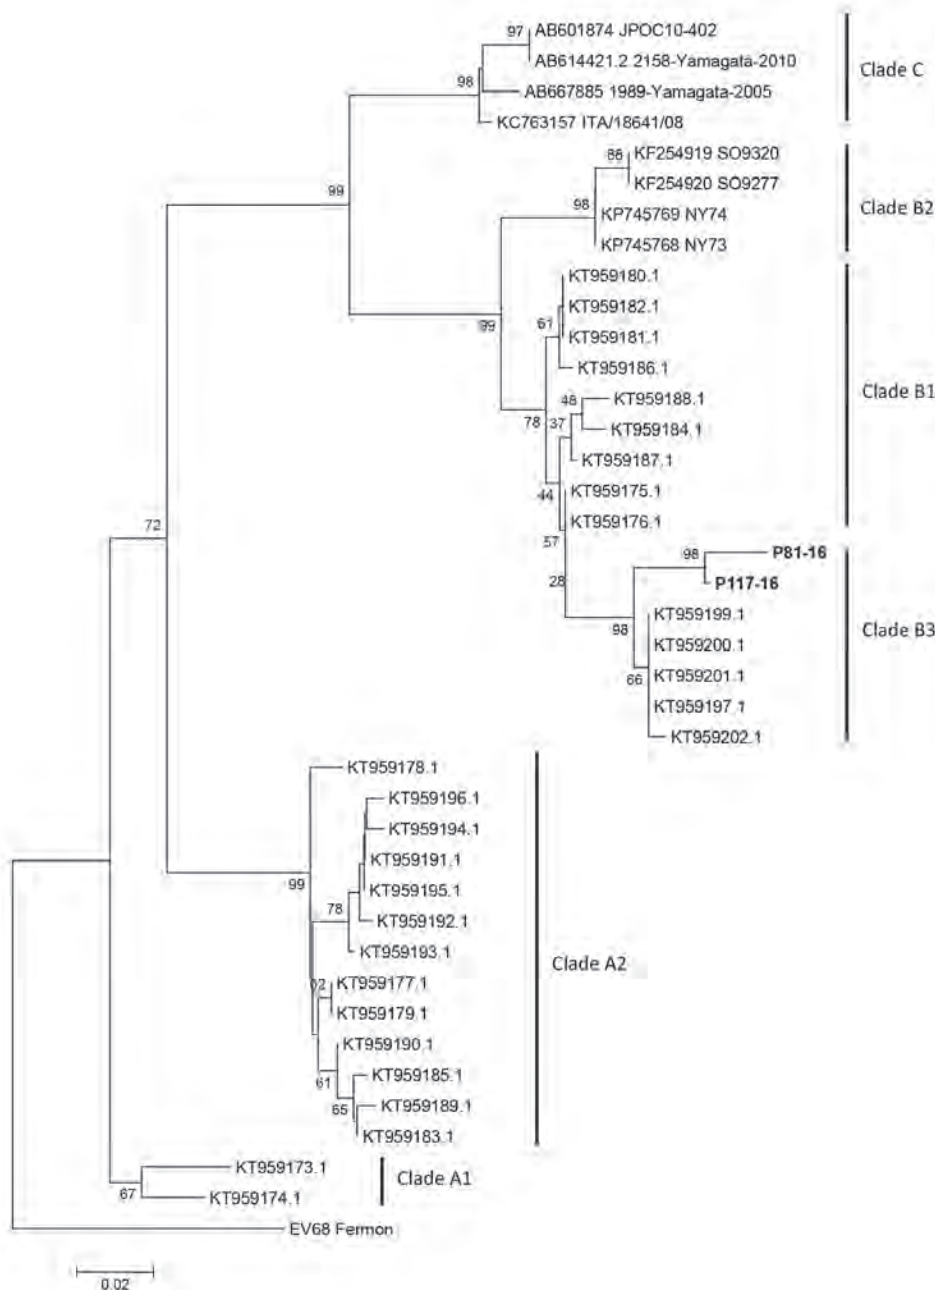 97
AB601874 JPOC10-402
AB614421.2 2158-Yamagata-2010
98
AB667885 1989-Yamagata-2005
KC763157 ITA/18641/08
Clade C
99
KF254919 SO9320
KF254920 SO9277
98
KP745769 NY74
KP745768 NY73
Clade B2
99
KT959180.1
KT959182.1
61
KT959181.1
KT959186.1
48
KT959188.1
78
37
KT959184.1
KT959187.1
44
KT959175.1
KT959176.1
Clade B1
57
98
P81-16
28
P117-16
98
KT959199.1
KT959200.1
66
KT959201.1
KT959197.1
KT959202.1
Clade B3
72
KT959178.1
KT959196.1
KT959194.1
99
KT959191.1
KT959195.1
78
KT959192.1
KT959193.1
KT959177.1
KT959179.1
KT959190.1
61
KT959185.1
65
KT959189.1
KT959183.1
Clade A2
KT959173.1
67
KT959174.1
Clade A1
EV68 Fermon
0.02